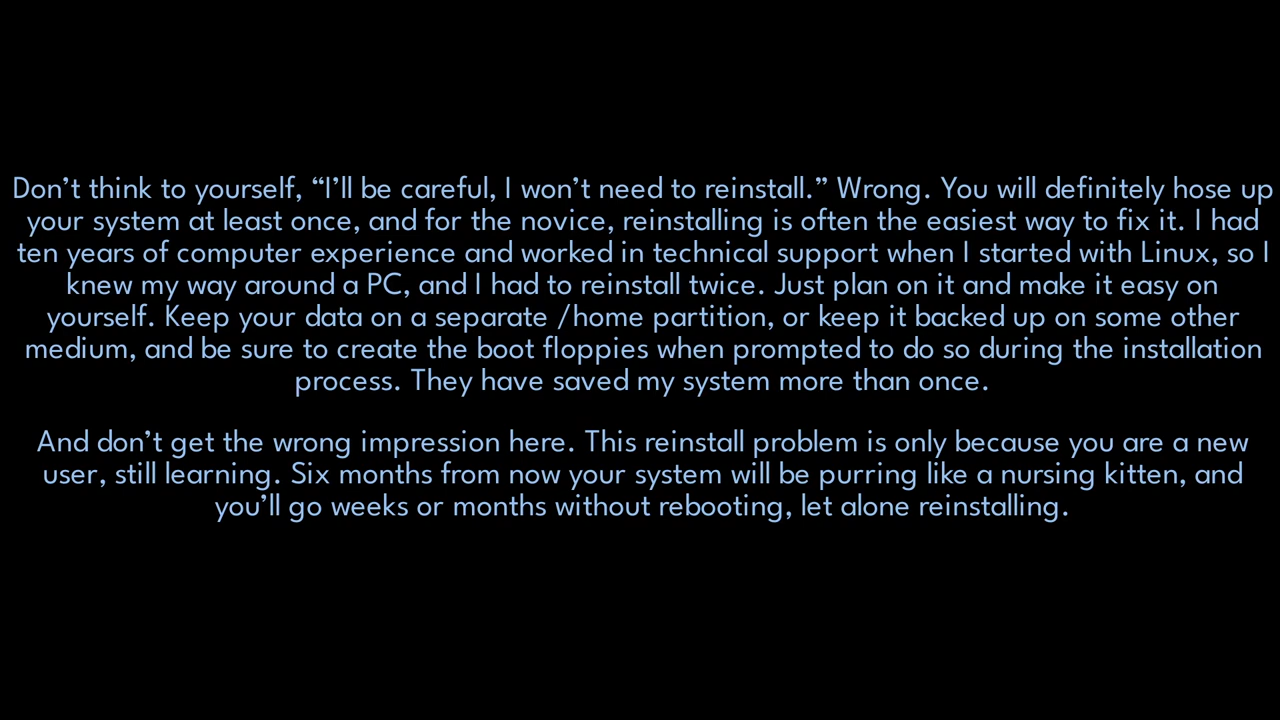 Don’t think to yourself, “I’ll be careful, I won’t need to reinstall.” Wrong. You will definitely hose up
your system at least once, and for the novice, reinstalling is often the easiest way to fix it. I had
ten years of computer experience and worked in technical support when I started with Linux, so I
knew my way around a PC, and I had to reinstall twice. Just plan on it and make it easy on
yourself. Keep your data on a separate /home partition, or keep it backed up on some other
medium, and be sure to create the boot floppies when prompted to do so during the installation
process. They have saved my system more than once.
And don’t get the wrong impression here. This reinstall problem is only because you are a new
user, still learning. Six months from now your system will be purring like a nursing kitten, and
you’ll go weeks or months without rebooting, let alone reinstalling.